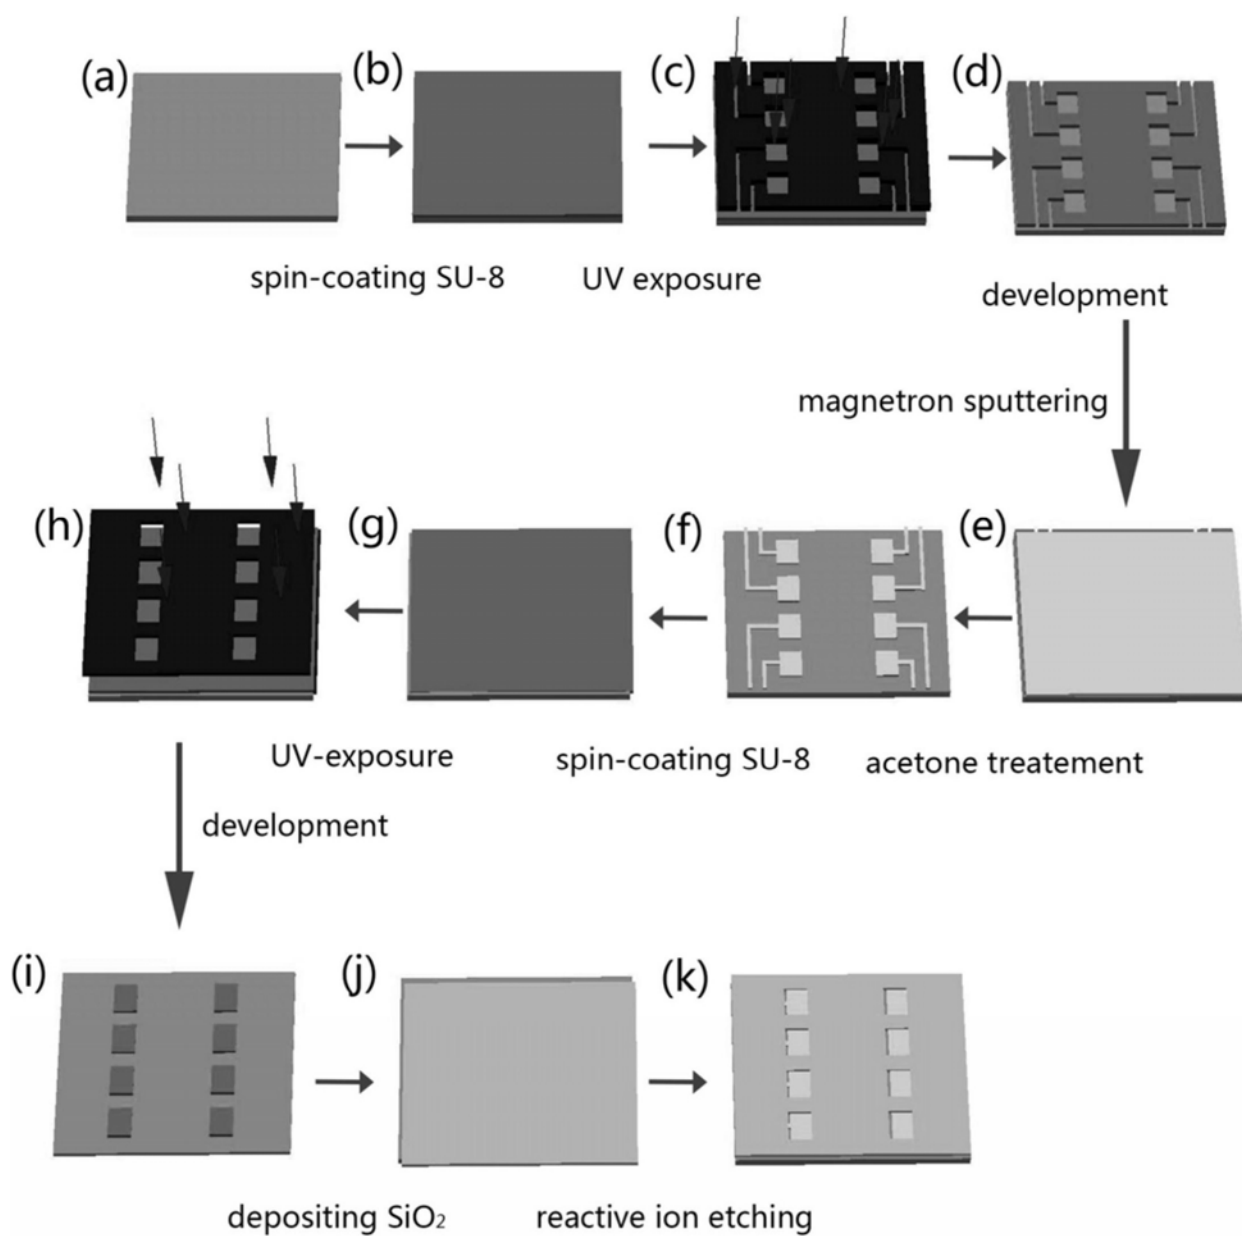 (a)
(b)
(c)
(d)
spin-coating SU-8
UV exposure
development
magnetron sputtering
(h)
(g)
(f)
(e)
UV-exposure
spin-coating SU-8
acetone treatement
development
(i)
(j)
(k)
depositing SiO₂
reactive ion etching